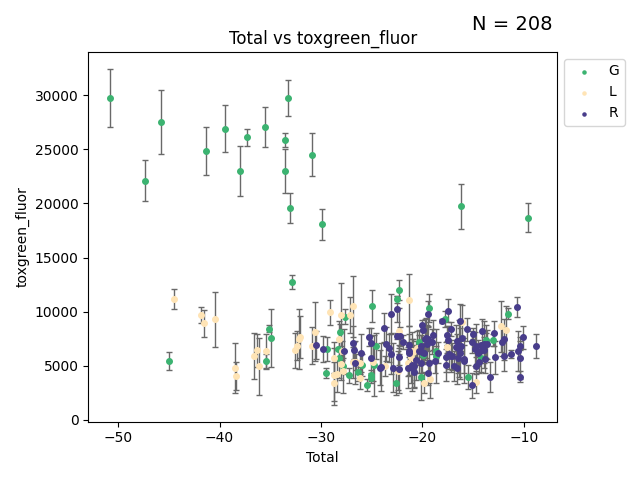 N = 208
Total vs toxgreen_fluor
G
L
R
30000
25000
20000
15000
10000
5000
0
toxgreen_fluor
−50
−40
−30
−20
−10
Total